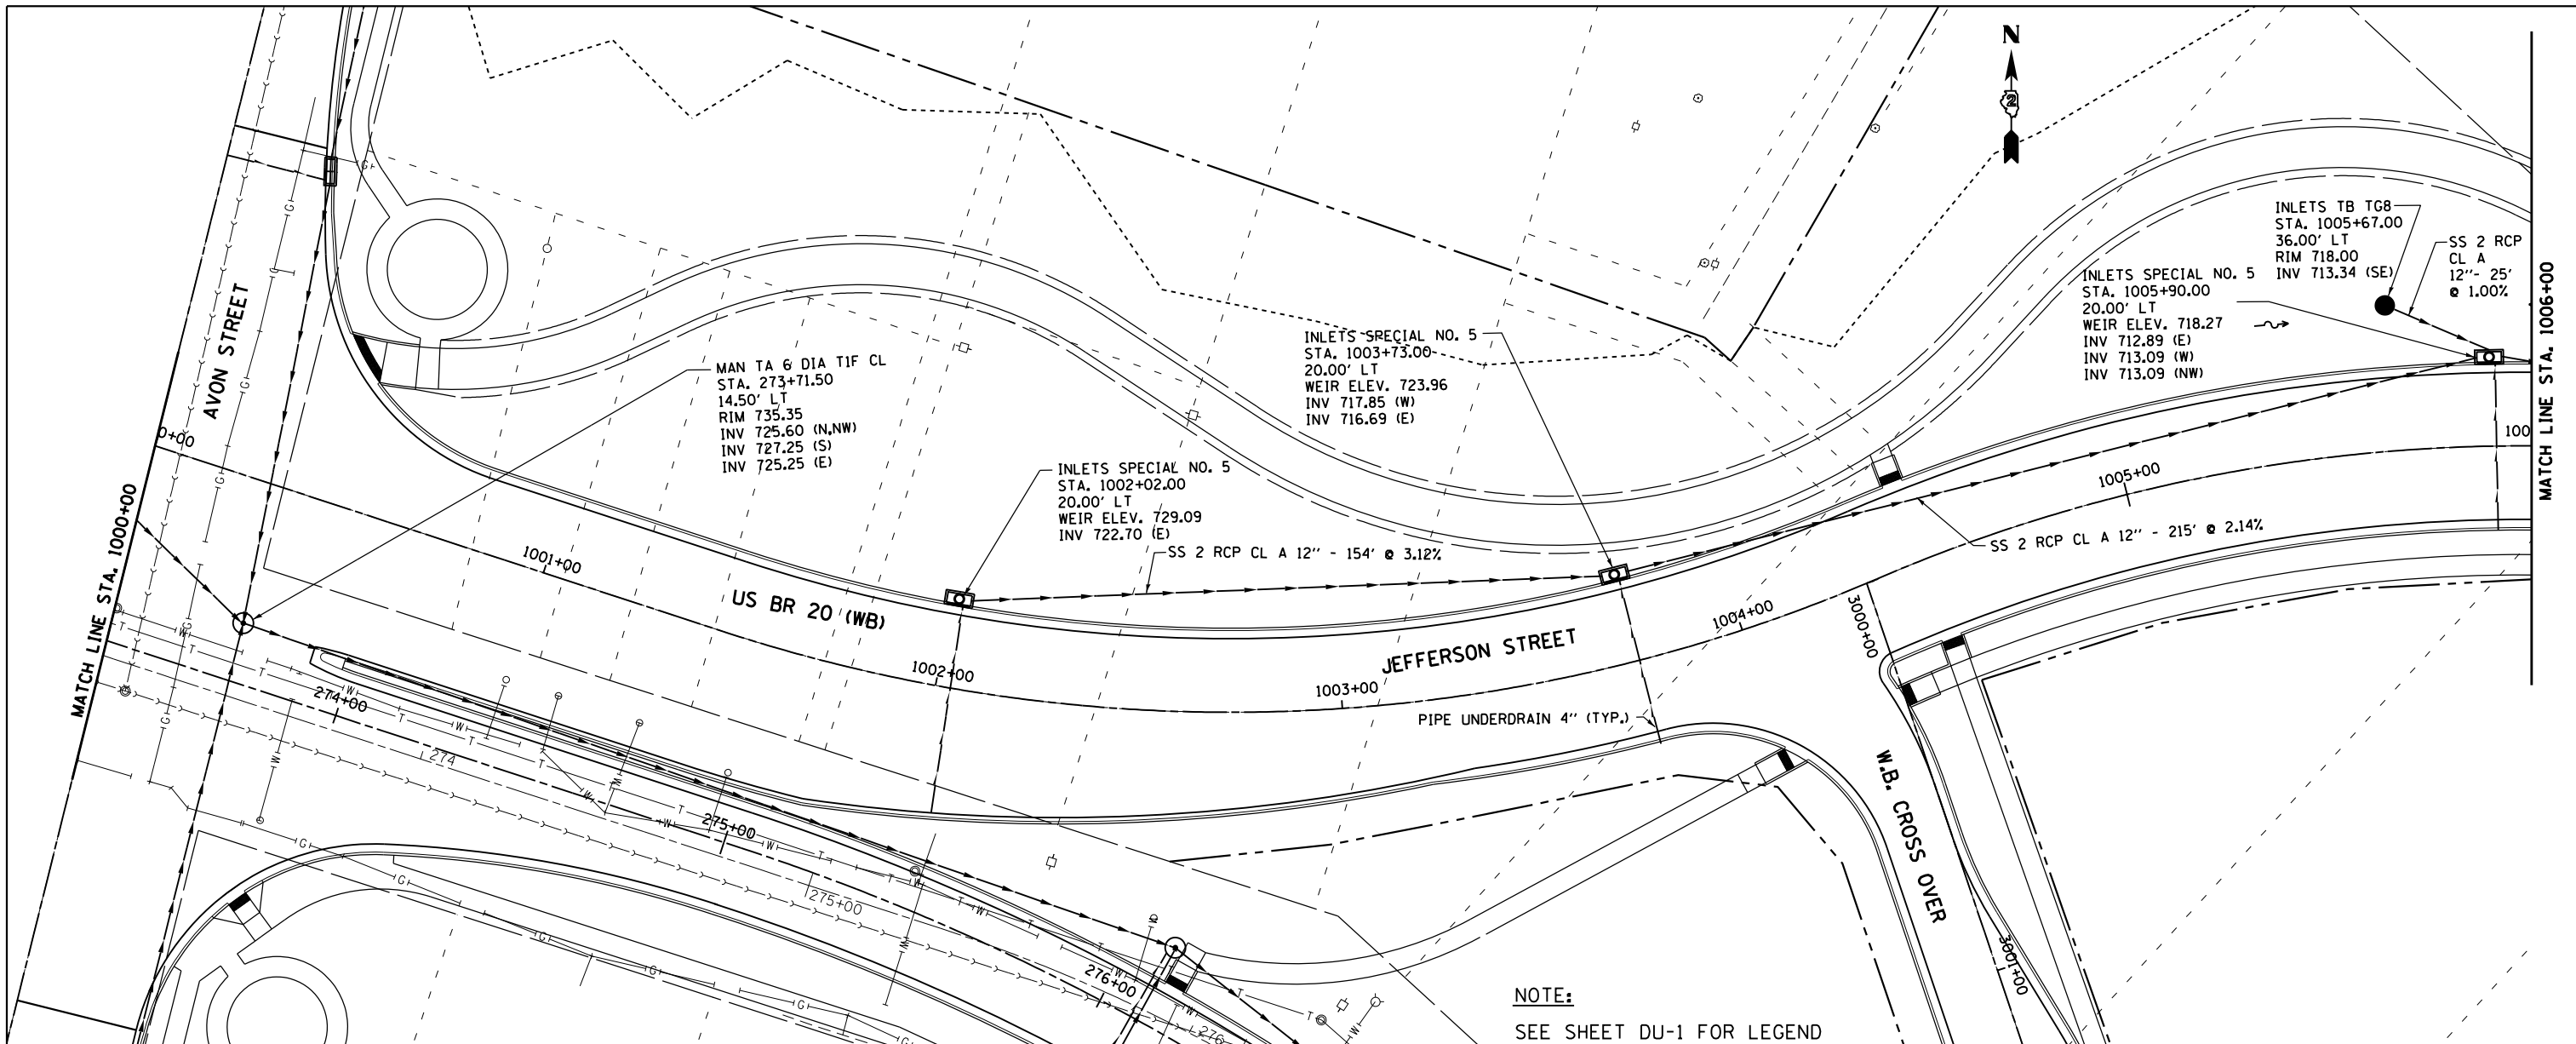 N
2
INLETS TB TG8
STA. 1005+67.00
36.00' LT
RIM 718.00
INV 713.34 (SE)
SS 2 RCP
CL A
12''- 25'
@ 1.00%
INLETS SPECIAL NO. 5
STA. 1005+90.00
20.00' LT
WEIR ELEV. 718.27
INV 712.89 (E)
INV 713.09 (W)
INV 713.09 (NW)
MATCH LINE STA. 1006+00
INLETS SPECIAL NO. 5
STA. 1003+73.00
20.00' LT
WEIR ELEV. 723.96
INV 717.85 (W)
INV 716.69 (E)
AVON STREET
MAN TA 6' DIA T1F CL
STA. 273+71.50
14.50' LT
RIM 735.35
INV 725.60 (N,NW)
INV 727.25 (S)
INV 725.25 (E)
0+00
100
INLETS SPECIAL NO. 5
STA. 1002+02.00
20.00' LT
WEIR ELEV. 729.09
INV 722.70 (E)
SS 2 RCP CL A 12'' - 154' @ 3.12%
1005+00
SS 2 RCP CL A 12'' - 215' @ 2.14%
MATCH LINE STA. 1000+00
1001+00
US BR 20 (WB)
1002+00
1003+00
JEFFERSON STREET
1004+00
3000+00
PIPE UNDERDRAIN 4'' (TYP.)
274+00
274
275+00
275+00
W.B. CROSS OVER
3001+00
276+00
276
NOTE:
SEE SHEET DU-1 FOR LEGEND